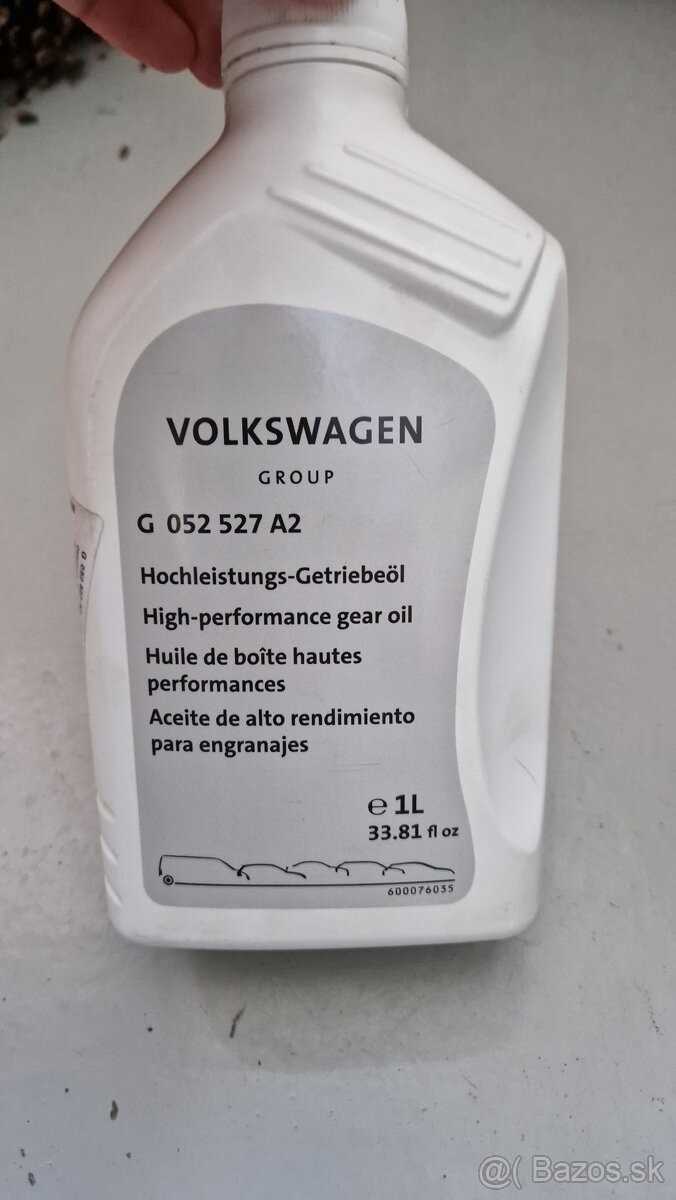 VOLKSWAGEN
GROUP
G 052 527 A2
Hochleistungs-Getriebeöl
High-performance gear oil
Huile de boîte hautes
performances
Aceite de alto rendimiento
para engranajes
℮ 1L
33.81 fl oz
600076035
@( Bazos.sk